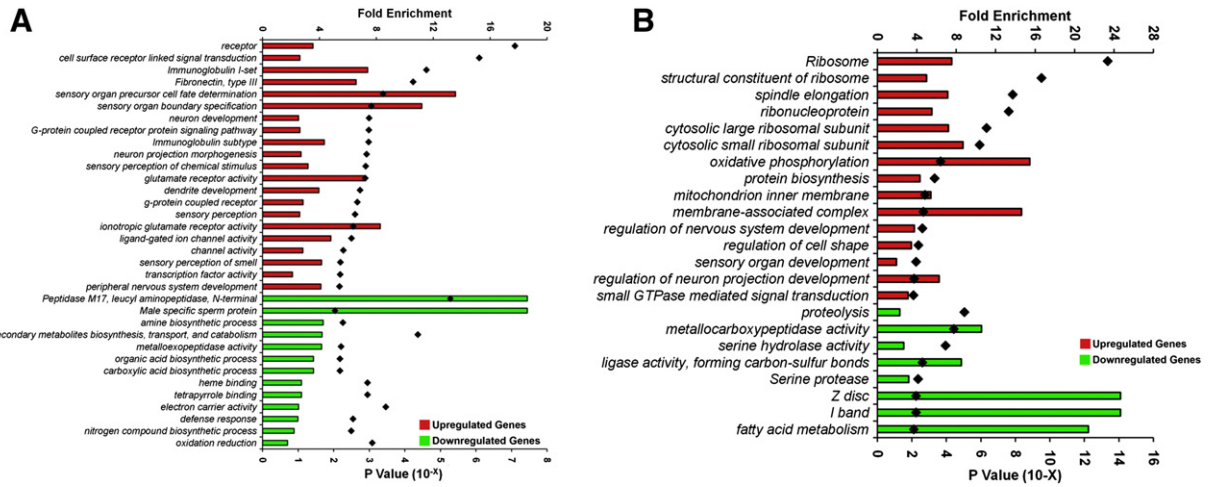 A
Fold Enrichment
0 4 8 12 16 20
receptor
cell surface receptor linked signal transduction
Immunoglobulin I-set
Fibronectin, type III
sensory organ precursor cell fate determination
sensory organ boundary specification
neuron development
G-protein coupled receptor protein signaling pathway
Immunoglobulin subtype
neuron projection morphogenesis
sensory perception of chemical stimulus
glutamate receptor activity
dendrite development
g-protein coupled receptor
sensory perception
ionotropic glutamate receptor activity
ligand-gated ion channel activity
channel activity
sensory perception of smell
transcription factor activity
peripheral nervous system development
Peptidase M17, leucyl aminopeptidase, N-terminal
Male specific sperm protein
amine biosynthetic process
econdary metabolites biosynthesis, transport, and catabolism
metalloexopeptidase activity
organic acid biosynthetic process
carboxylic acid biosynthetic process
heme binding
tetrapyrrole binding
electron carrier activity
defense response
nitrogen compound biosynthetic process
oxidation reduction
Upregulated Genes
Downregulated Genes
0 1 2 3 4 5 6 7 8
P Value (10-X)
B
Fold Enrichment
0 4 8 12 16 20 24 28
Ribosome
structural constituent of ribosome
spindle elongation
ribonucleoprotein
cytosolic large ribosomal subunit
cytosolic small ribosomal subunit
oxidative phosphorylation
protein biosynthesis
mitochondrion inner membrane
membrane-associated complex
regulation of nervous system development
regulation of cell shape
sensory organ development
regulation of neuron projection development
small GTPase mediated signal transduction
proteolysis
metallocarboxypeptidase activity
serine hydrolase activity
ligase activity, forming carbon-sulfur bonds
Serine protease
Z disc
I band
fatty acid metabolism
Upregulated Genes
Downregulated Genes
0 2 4 6 8 10 12 14 16
P Value (10-X)